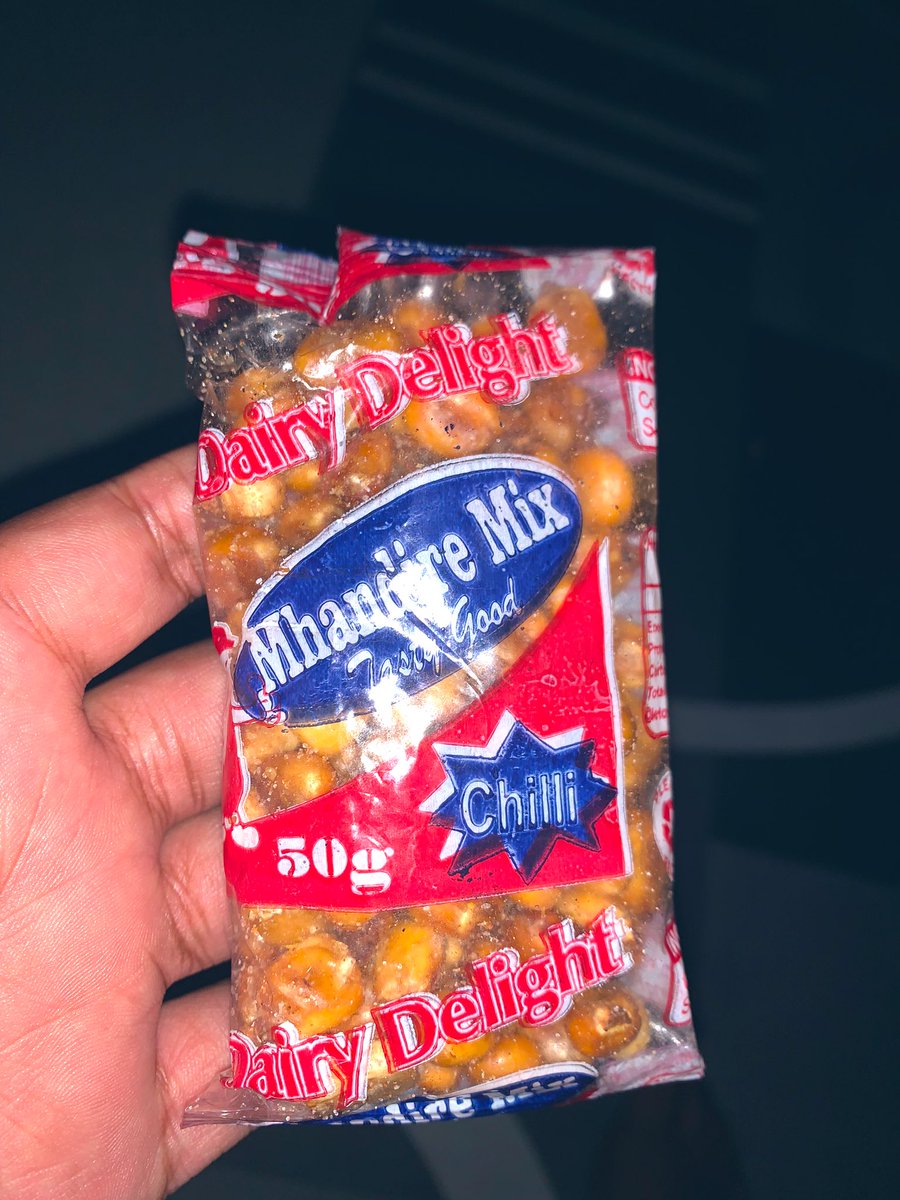 Dairy Delight
Mhandire Mix
Tasty Good
50g
Chilli
Dairy Delight